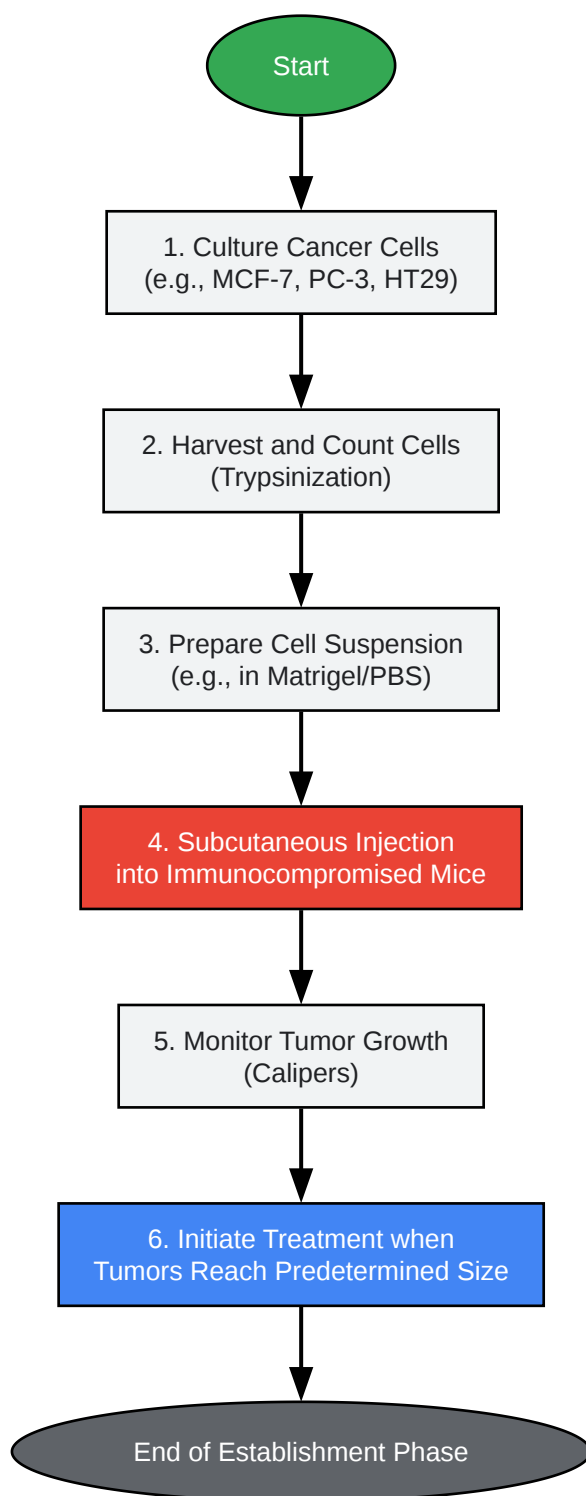 Start
1. Culture Cancer Cells
(e.g., MCF-7, PC-3, HT29)
2. Harvest and Count Cells
(Trypsinization)
3. Prepare Cell Suspension
(e.g., in Matrigel/PBS)
4. Subcutaneous Injection
into Immunocompromised Mice
5. Monitor Tumor Growth
(Calipers)
6. Initiate Treatment when
Tumors Reach Predetermined Size
End of Establishment Phase